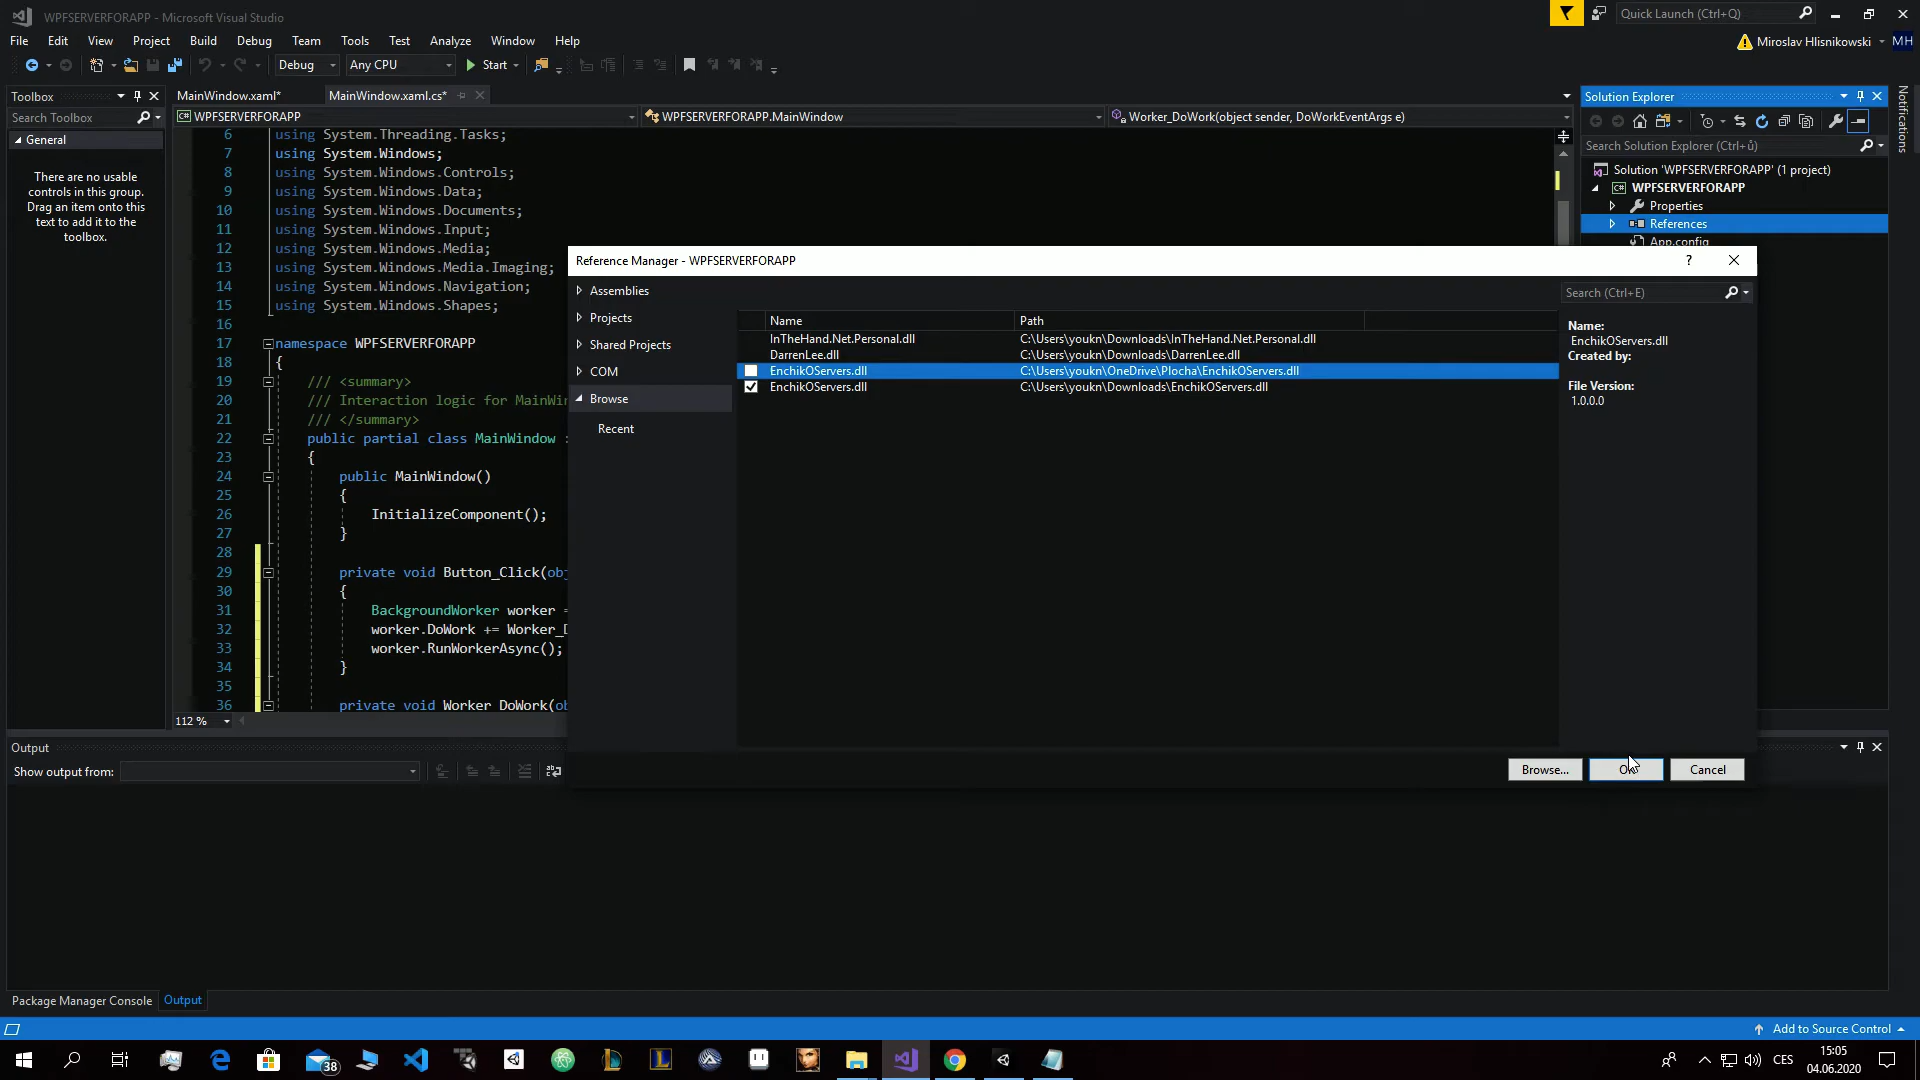 WPFSERVERFORAPP - Microsoft Visual Studio
Quick Launch (Ctrl+Q)
File Edit View Project Build Debug Team Tools Test Analyze Window Help
Miroslav Hlisnikowski MH
Debug Any CPU Start
Toolbox
MainWindow.xaml* MainWindow.xaml.cs*
Solution Explorer
Notifications
Search Toolbox
WPFSERVERFORAPP WPFSERVERFORAPP.MainWindow Worker_DoWork(object sender, DoWorkEventArgs e)
General
There are no usable
controls in this group.
Drag an item onto this
text to add it to the
toolbox.
Search Solution Explorer (Ctrl+ů)
Solution 'WPFSERVERFORAPP' (1 project)
WPFSERVERFORAPP
Properties
References
App.config
6 using System.Threading.Tasks;
7 using System.Windows;
8 using System.Windows.Controls;
9 using System.Windows.Data;
10 using System.Windows.Documents;
11 using System.Windows.Input;
12 using System.Windows.Media;
13 using System.Windows.Media.Imaging;
14 using System.Windows.Navigation;
15 using System.Windows.Shapes;
16
17 namespace WPFSERVERFORAPP
18 {
19 /// <summary>
20 /// Interaction logic for MainWin
21 /// </summary>
22 public partial class MainWindow :
23 {
24 public MainWindow()
25 {
26 InitializeComponent();
27 }
28
29 private void Button_Click(obj
30 {
31 BackgroundWorker worker =
32 worker.DoWork += Worker_D
33 worker.RunWorkerAsync();
34 }
35
36 private void Worker_DoWork(ob
112 %
Reference Manager - WPFSERVERFORAPP
?
Assemblies
Projects
Shared Projects
COM
Browse
Recent
Search (Ctrl+E)
Name Path
InTheHand.Net.Personal.dll C:\Users\youkn\Downloads\InTheHand.Net.Personal.dll
DarrenLee.dll C:\Users\youkn\Downloads\DarrenLee.dll
EnchikOServers.dll C:\Users\youkn\OneDrive\Plocha\EnchikOServers.dll
EnchikOServers.dll C:\Users\youkn\Downloads\EnchikOServers.dll
Name:
EnchikOServers.dll
Created by:
File Version:
1.0.0.0
Browse... OK Cancel
Output
Show output from:
Package Manager Console Output
Add to Source Control
38
CES
15:05
04.06.2020